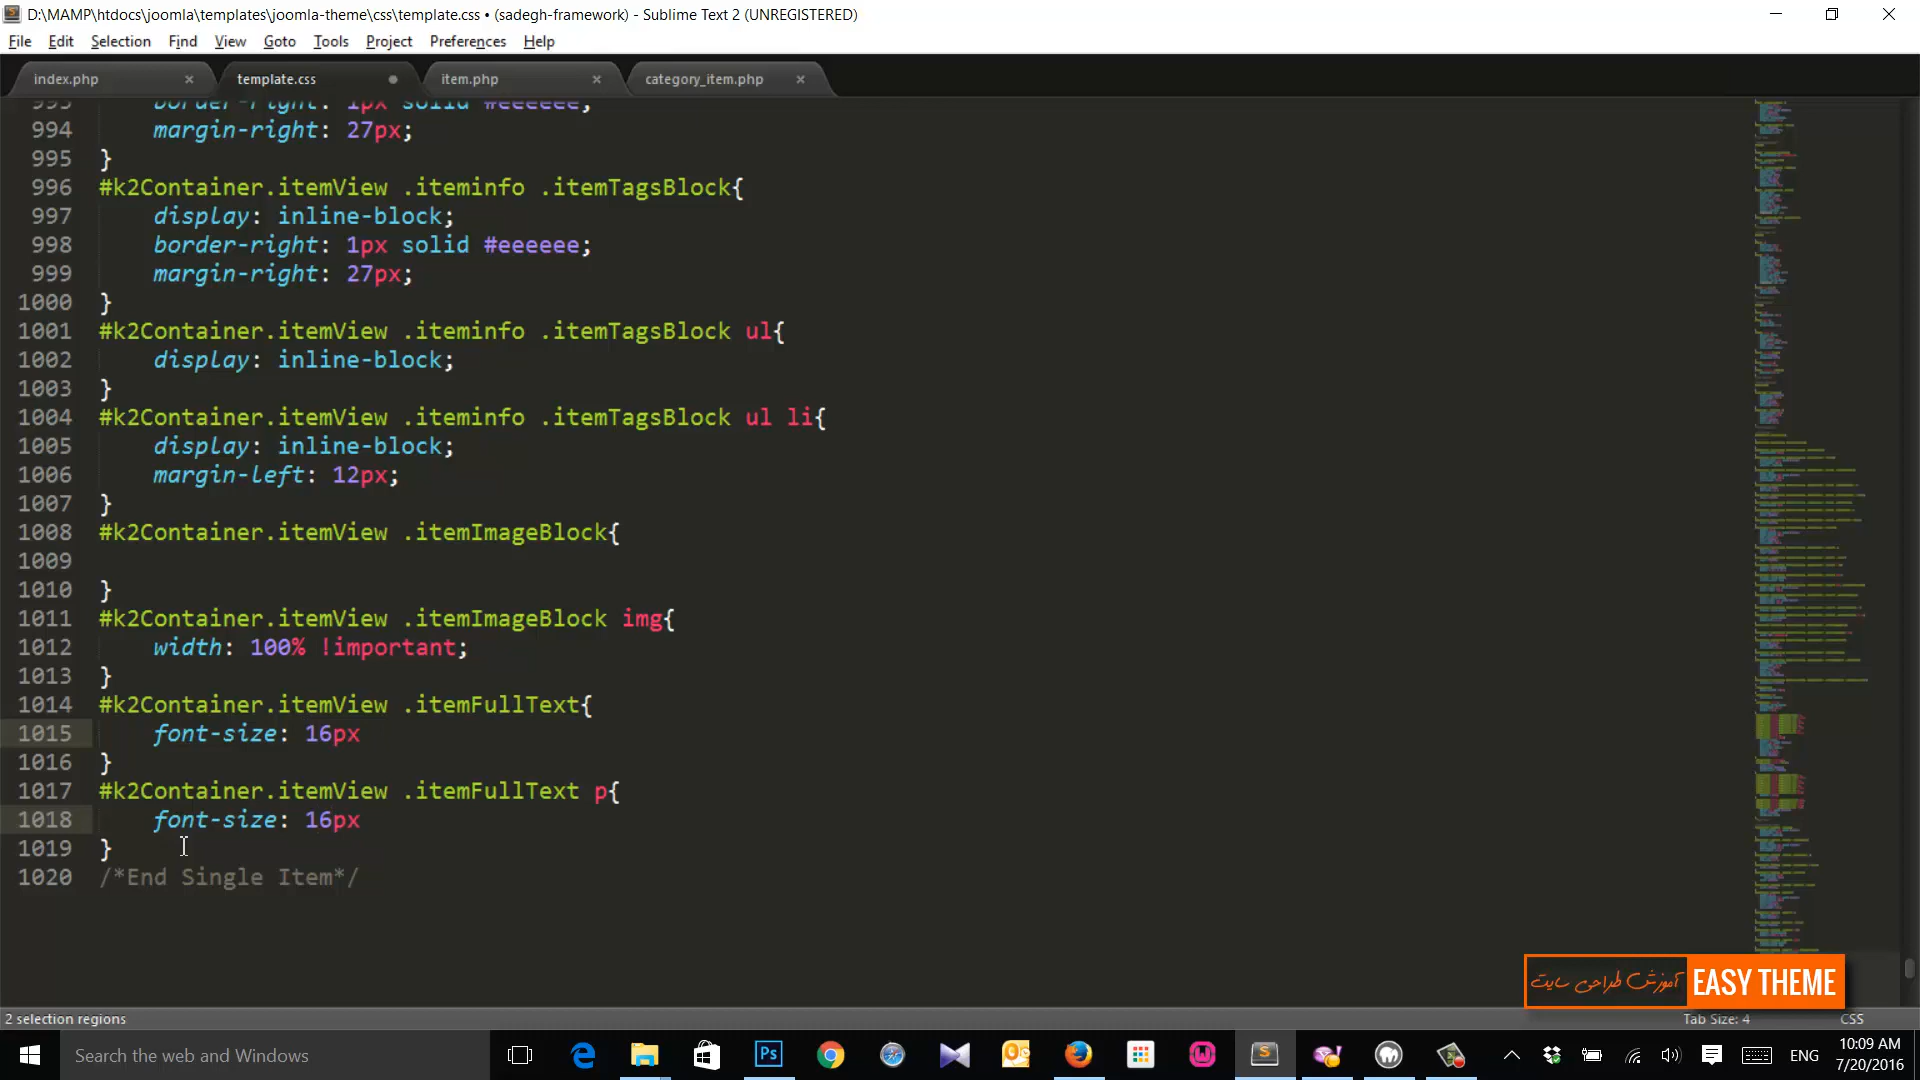 D:\MAMP\htdocs\joomla\templates\joomla-theme\css\template.css • (sadegh-framework) - Sublime Text 2 (UNREGISTERED)
File Edit Selection Find View Goto Tools Project Preferences Help
index.php × template.css item.php × category_item.php ×
993 border-right: 1px solid #eeeeee;
994 margin-right: 27px;
995 }
996 #k2Container.itemView .iteminfo .itemTagsBlock{
997 display: inline-block;
998 border-right: 1px solid #eeeeee;
999 margin-right: 27px;
1000 }
1001 #k2Container.itemView .iteminfo .itemTagsBlock ul{
1002 display: inline-block;
1003 }
1004 #k2Container.itemView .iteminfo .itemTagsBlock ul li{
1005 display: inline-block;
1006 margin-left: 12px;
1007 }
1008 #k2Container.itemView .itemImageBlock{
1009
1010 }
1011 #k2Container.itemView .itemImageBlock img{
1012 width: 100% !important;
1013 }
1014 #k2Container.itemView .itemFullText{
1015 font-size: 16px
1016 }
1017 #k2Container.itemView .itemFullText p{
1018 font-size: 16px
1019 }
1020 /*End Single Item*/
آموزش طراحی سایت EASY THEME
2 selection regions Tab Size: 4 CSS
Search the web and Windows ENG 10:09 AM
7/20/2016